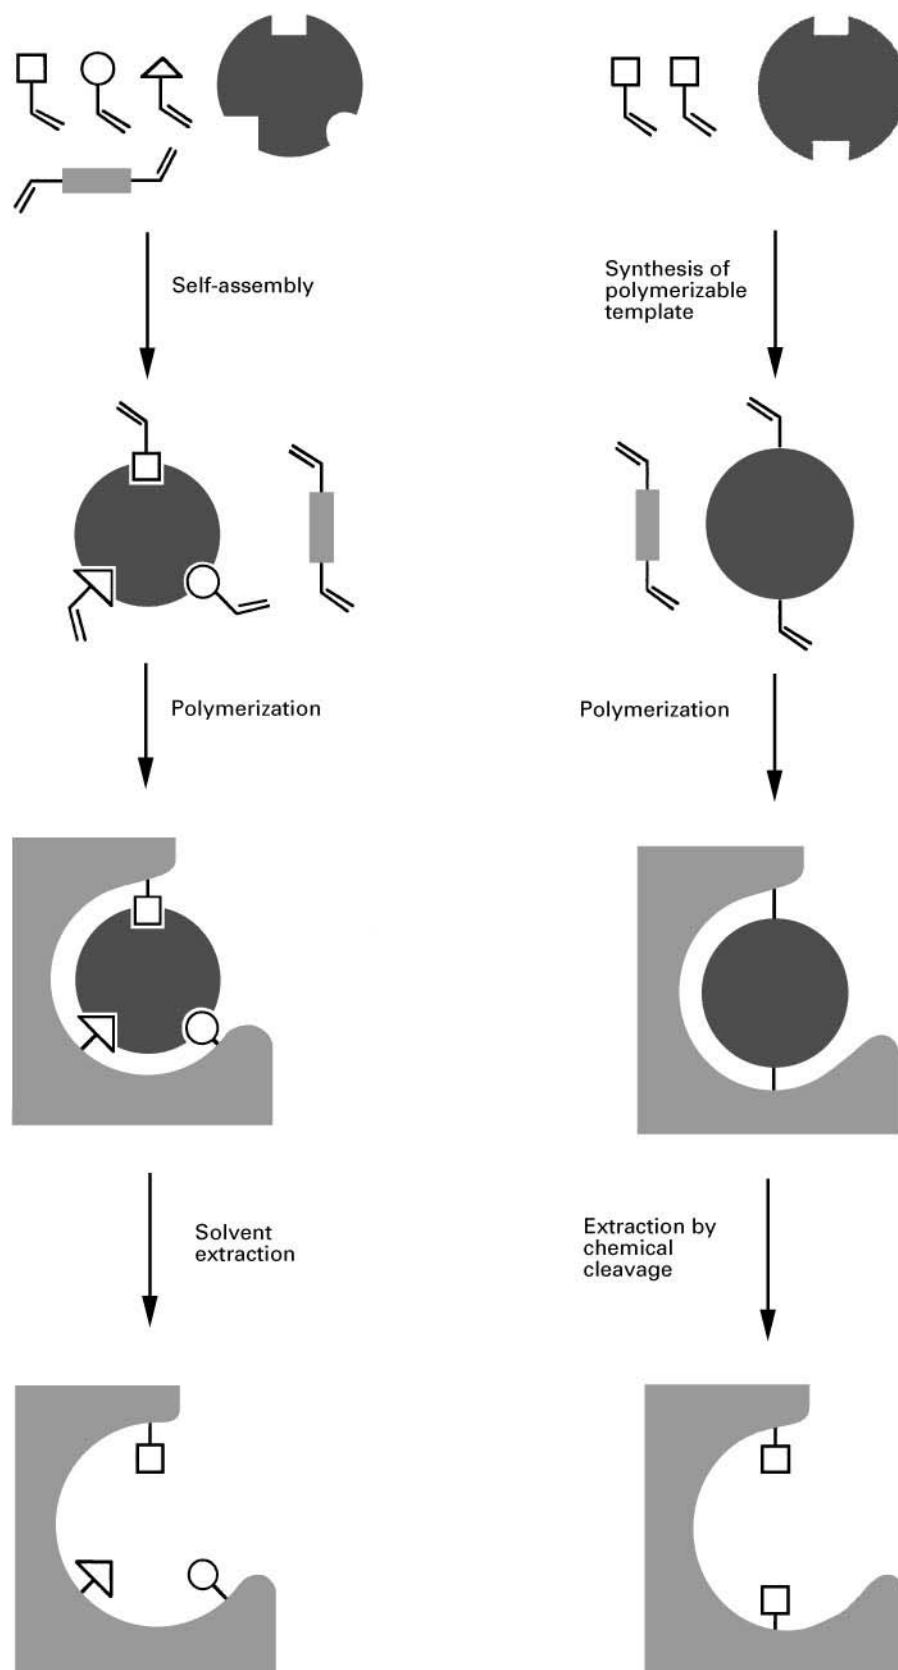 Self-assembly
Synthesis of
polymerizable
template
Polymerization
Polymerization
Solvent
extraction
Extraction by
chemical
cleavage